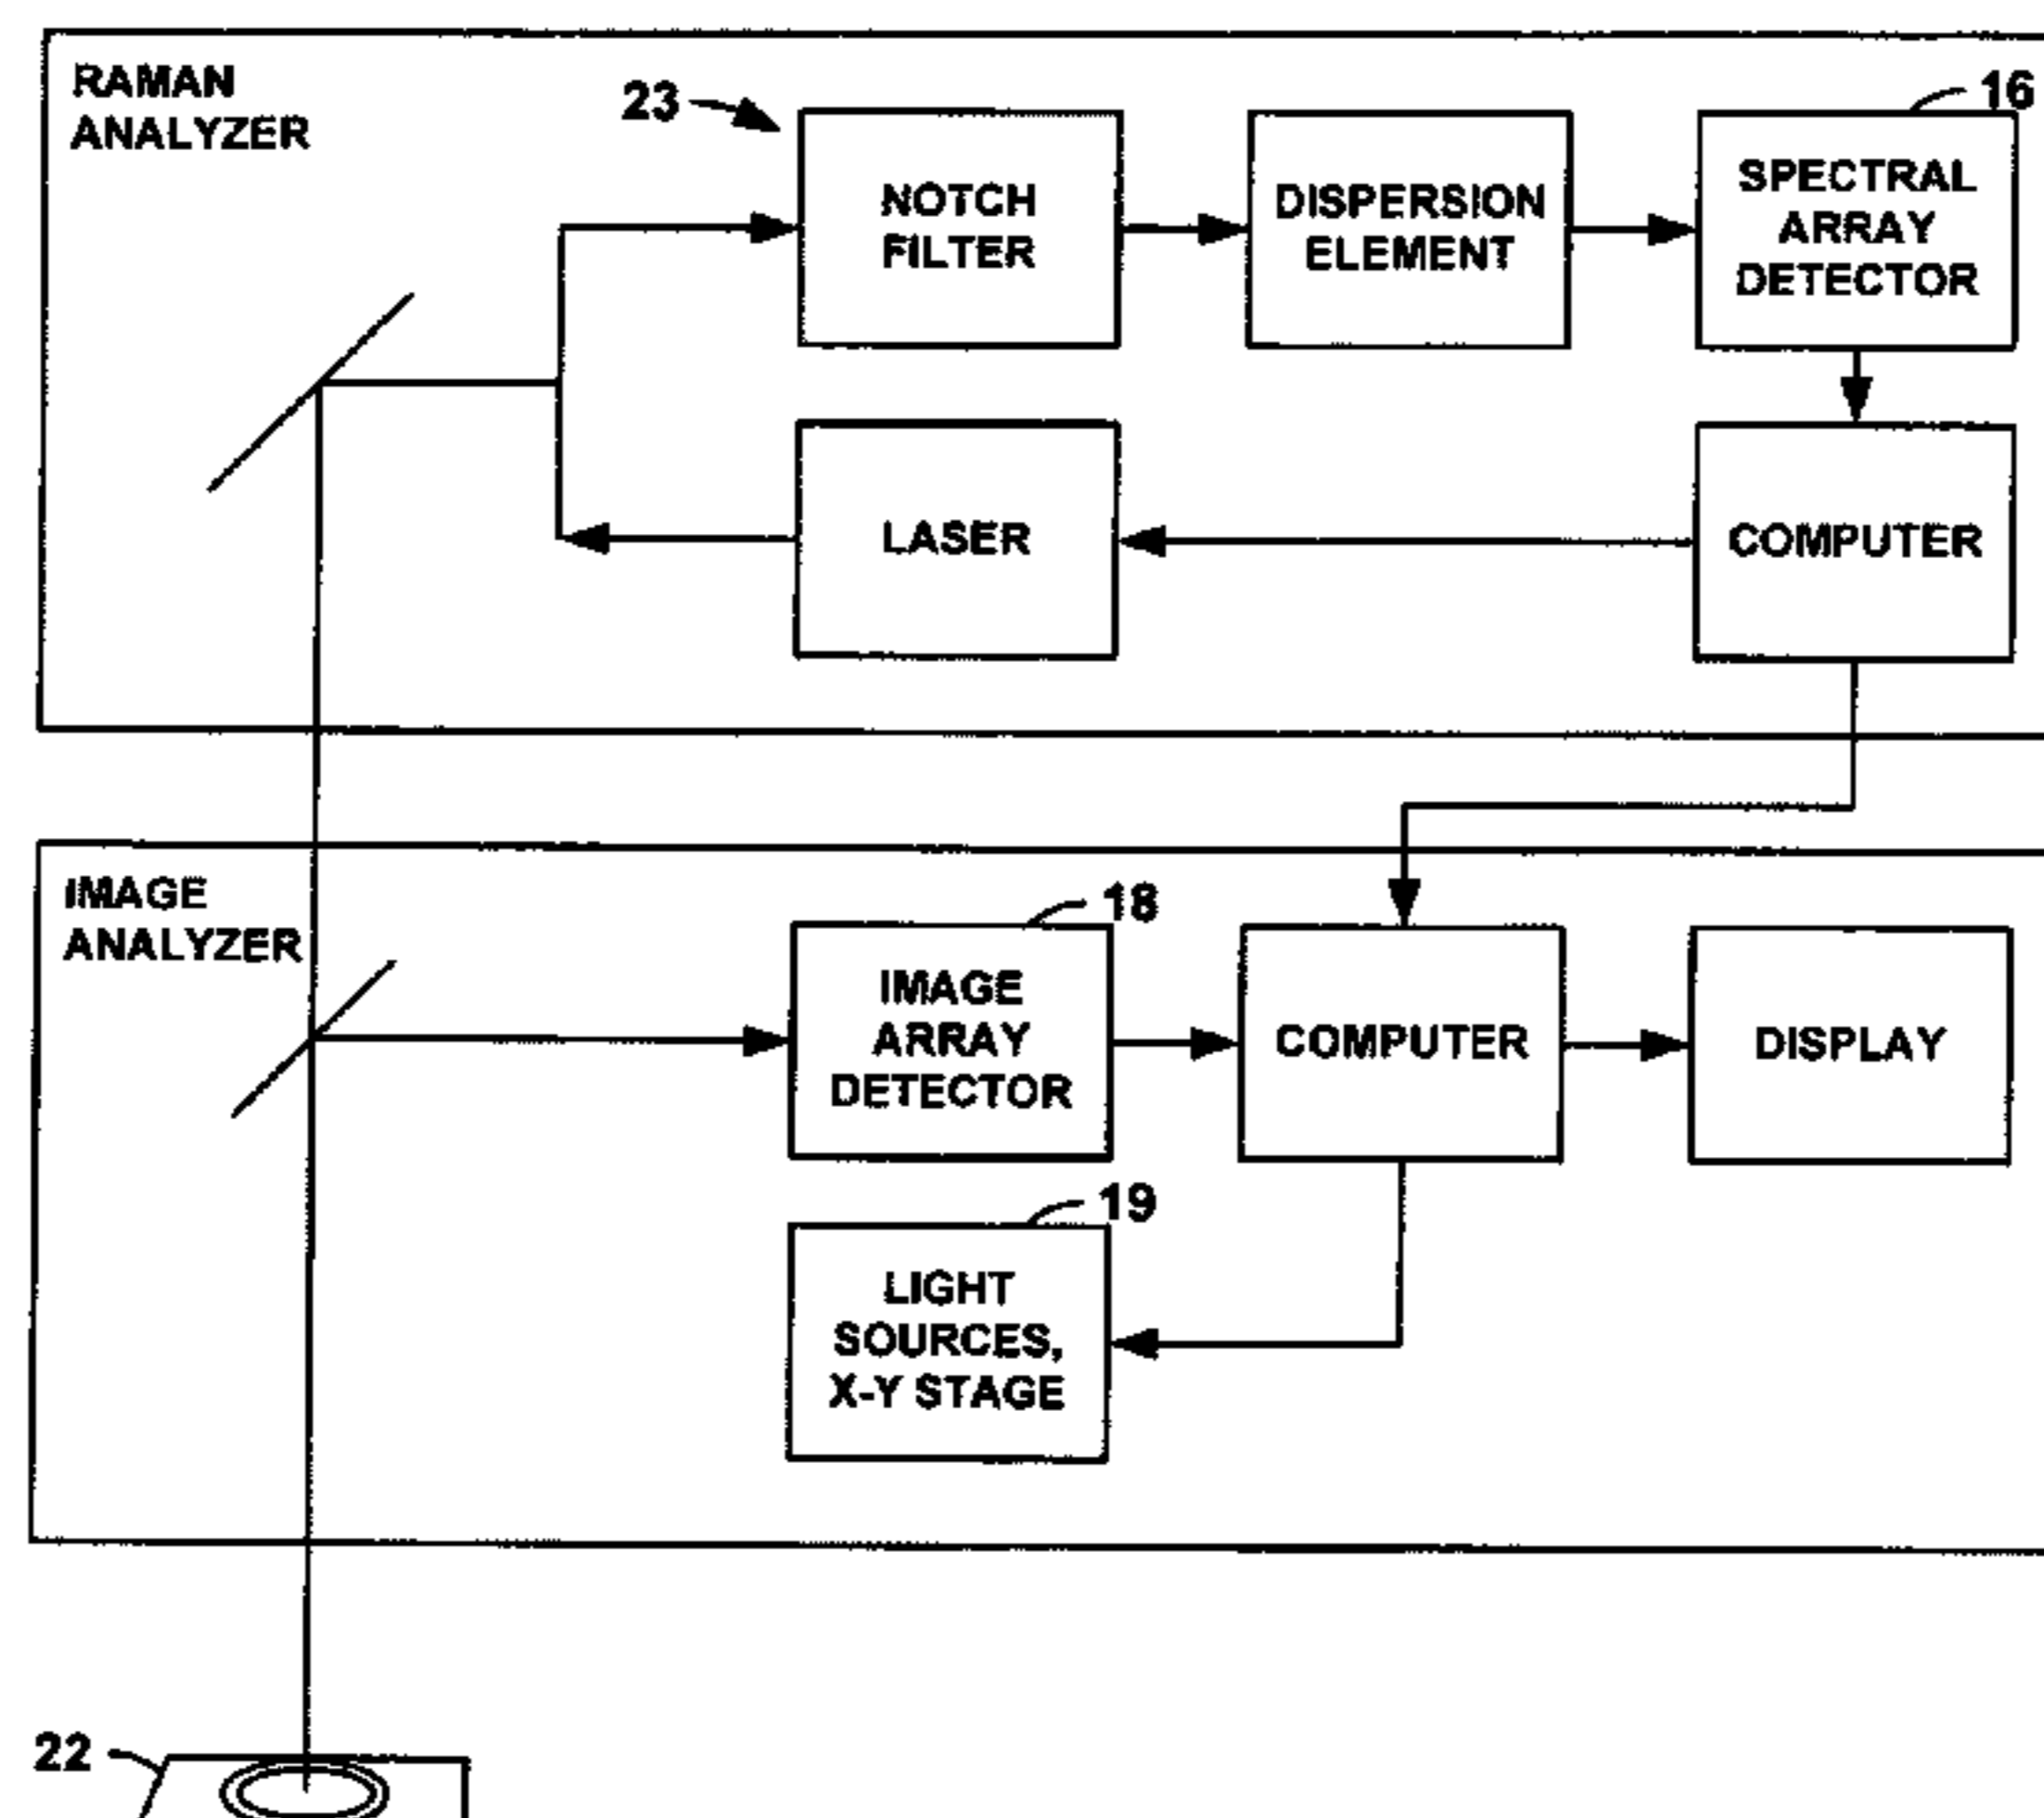 RAMAN
ANALYZER
23
16
NOTCH
FILTER
DISPERSION
ELEMENT
SPECTRAL
ARRAY
DETECTOR
LASER
COMPUTER
IMAGE
ANALYZER
18
IMAGE
ARRAY
DETECTOR
COMPUTER
DISPLAY
19
LIGHT
SOURCES,
X-Y STAGE
22